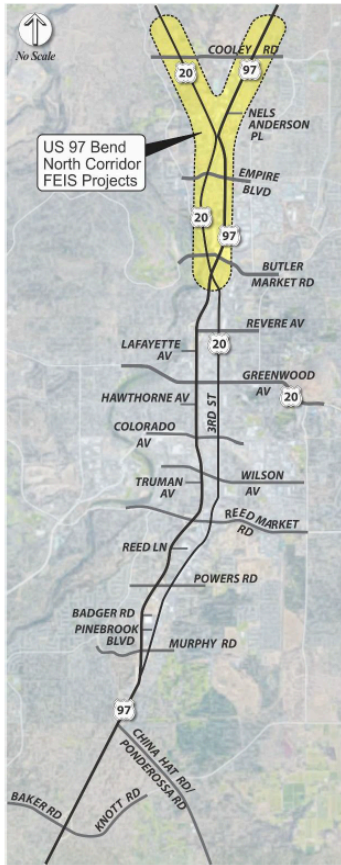 No Scale
COOLEY RD
20
97
NELS
ANDERSON
PL
US 97 Bend
North Corridor
FEIS Projects
EMPIRE
BLVD
20
97
BUTLER
MARKET RD
REVERE AV
LAFAYETTE
AV
20
GREENWOOD
AV
HAWTHORNE AV
20
3RD ST
COLORADO
AV
TRUMAN
AV
WILSON
AV
REED MARKET
RD
REED LN
POWERS RD
BADGER RD
PINEBROOK
BLVD
MURPHY RD
97
CHINA HAT RD/
PONDEROSSA RD
BAKER RD
KNOTT RD